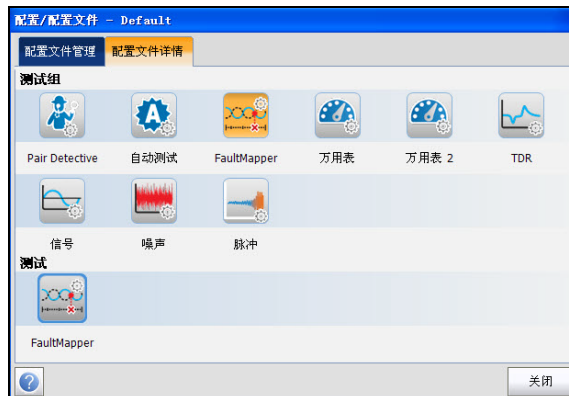 配置/配置文件 - Default
配置文件管理 配置文件详情
测试组
Pair Detective 自动测试 FaultMapper 万用表 万用表 2 TDR
信号 噪声 脉冲
测试
FaultMapper
关闭